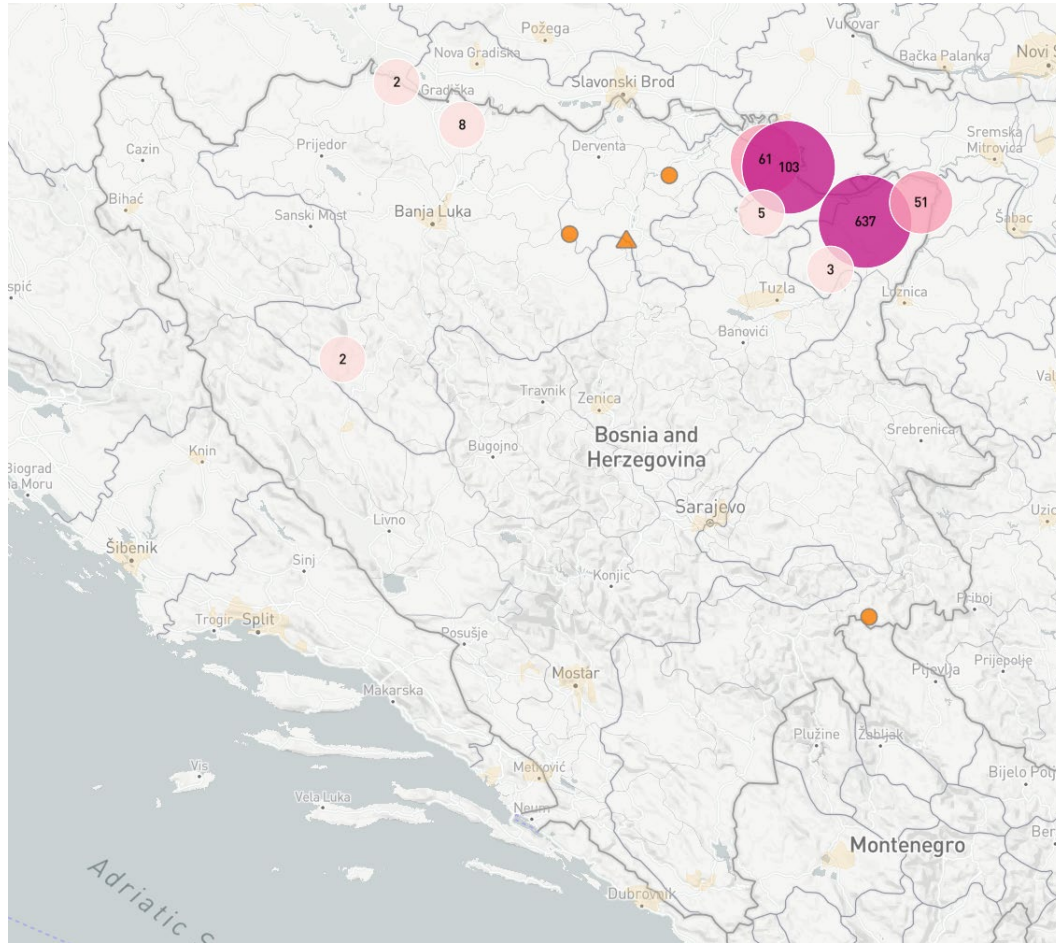 Požega
Vukovar
Nova Gradiška
Bačka Palanka
Novi S
2
Gradiška
Slavonski Brod
8
Sremska
Mitrovica
Cazin
Prijedor
Derventa
61
103
Bihać
Sanski Most
Banja Luka
5
637
51
Šabac
spić
3
Tuzla
Loznica
Banovići
2
Val
Travnik
Zenica
Knin
Bugojno
Bosnia and
Herzegovina
Srebrenica
Biograd
na Moru
Sarajevo
Užic
Livno
Šibenik
Sinj
Konjic
Priboj
Trogir
Split
Posušje
Mostar
Pljevlja
Prijepolje
Makarska
Plužine
Žabljak
Vis
Metković
Bijelo Polj
Vela Luka
Neum
Ber
Montenegro
Adriatic S
Dubrovnik